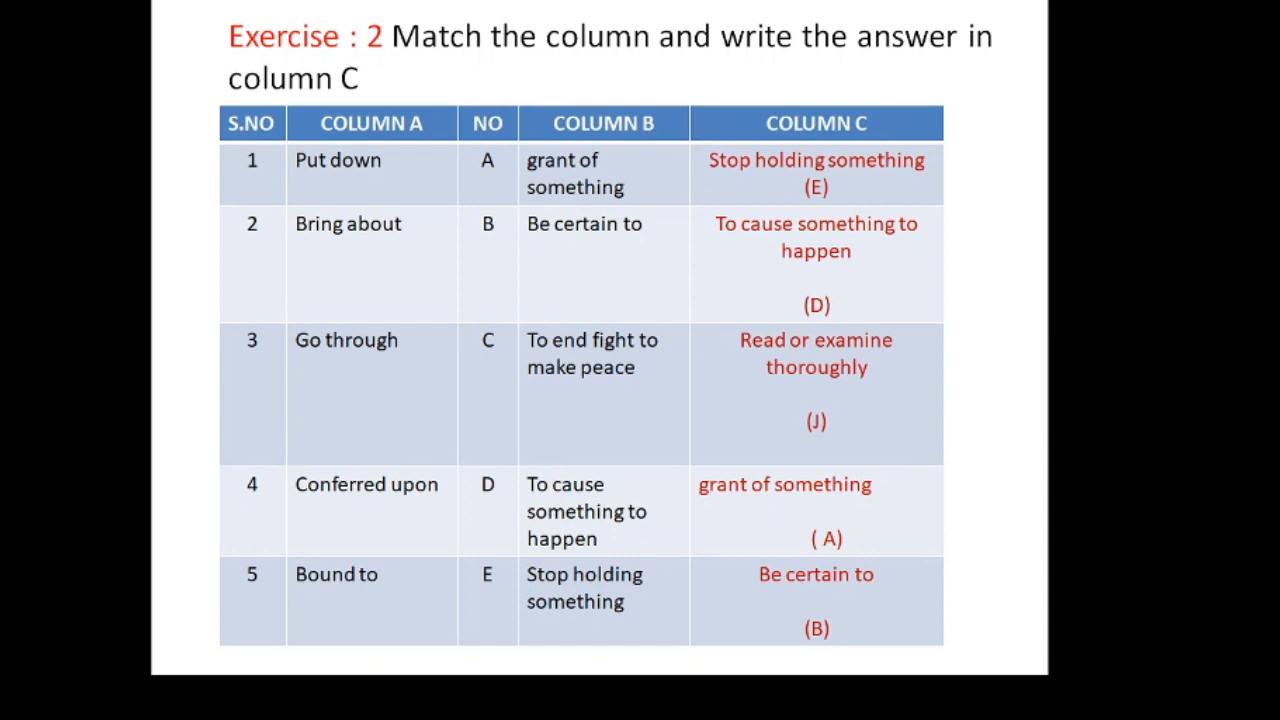 Exercise : 2 Match the column and write the answer in
column C
S.NO COLUMN A NO COLUMN B COLUMN C
1 Put down A grant of something Stop holding something (E)
2 Bring about B Be certain to To cause something to happen (D)
3 Go through C To end fight to make peace Read or examine thoroughly (J)
4 Conferred upon D To cause something to happen grant of something ( A)
5 Bound to E Stop holding something Be certain to (B)